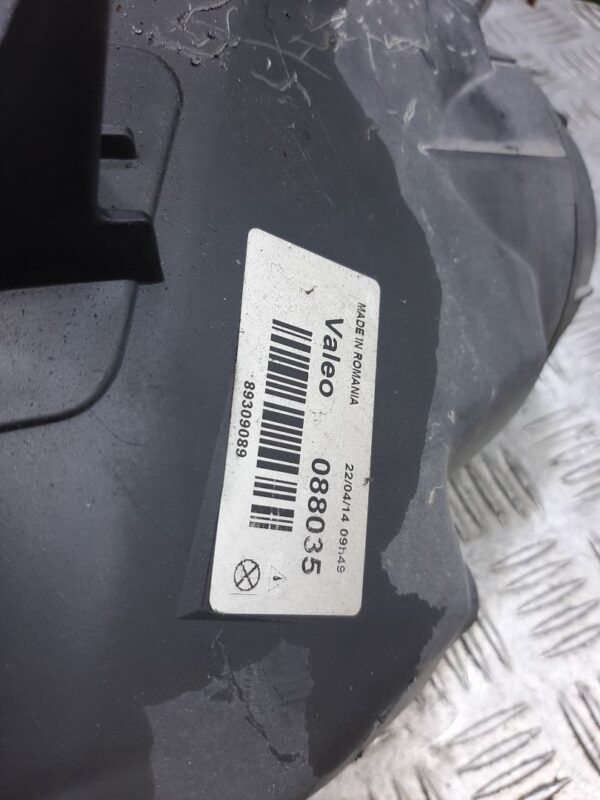 MADE IN ROMANIA
22/04/14 09h49
Valeo 088035
89309089